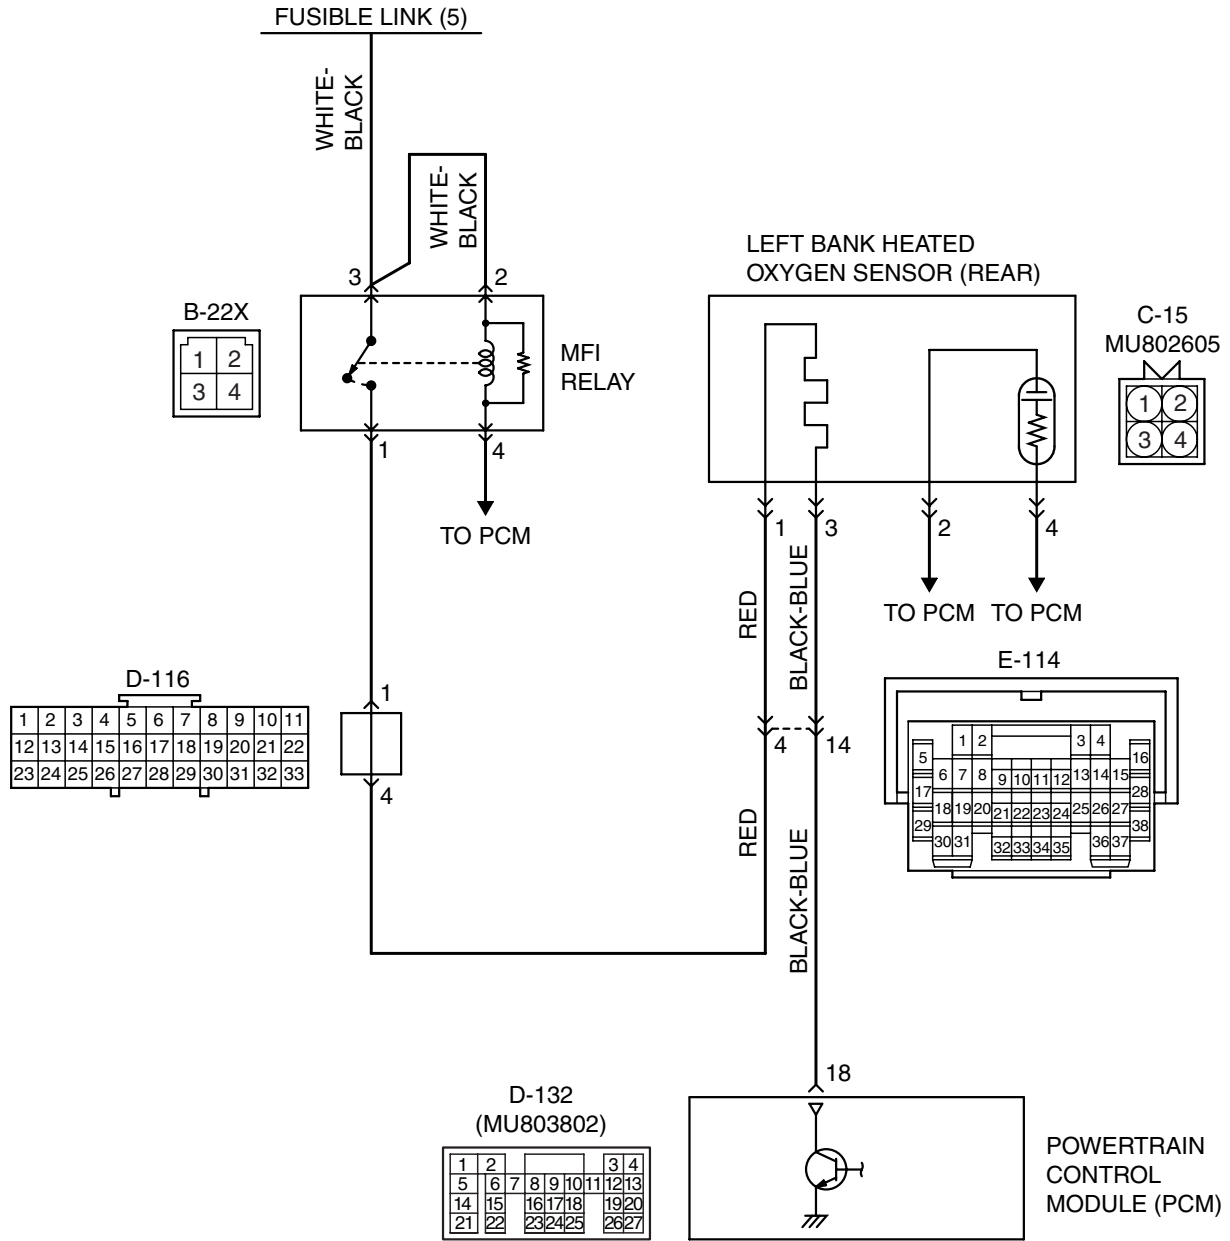 FUSIBLE LINK (5)
WHITE-
BLACK
WHITE-
BLACK
3
2
B-22X
1 2
3 4
MFI
RELAY
1
4
TO PCM
LEFT BANK HEATED
OXYGEN SENSOR (REAR)
C-15
MU802605
1 2
3 4
1
3
2
4
RED
BLACK-BLUE
TO PCM
TO PCM
D-116
1 2 3 4 5 6 7 8 9 10 11
12 13 14 15 16 17 18 19 20 21 22
23 24 25 26 27 28 29 30 31 32 33
1
4
4
14
E-114
1 2 3 4
5 16
6 7 8 9 10 11 12 13 14 15
17 28
18 19 20 21 22 23 24 25 26 27
29 38
30 31 32 33 34 35 36 37
RED
BLACK-BLUE
18
D-132
(MU803802)
1 2 3 4
5 6 7 8 9 10 11 12 13
14 15 16 17 18 19 20
21 22 23 24 25 26 27
POWERTRAIN
CONTROL
MODULE (PCM)